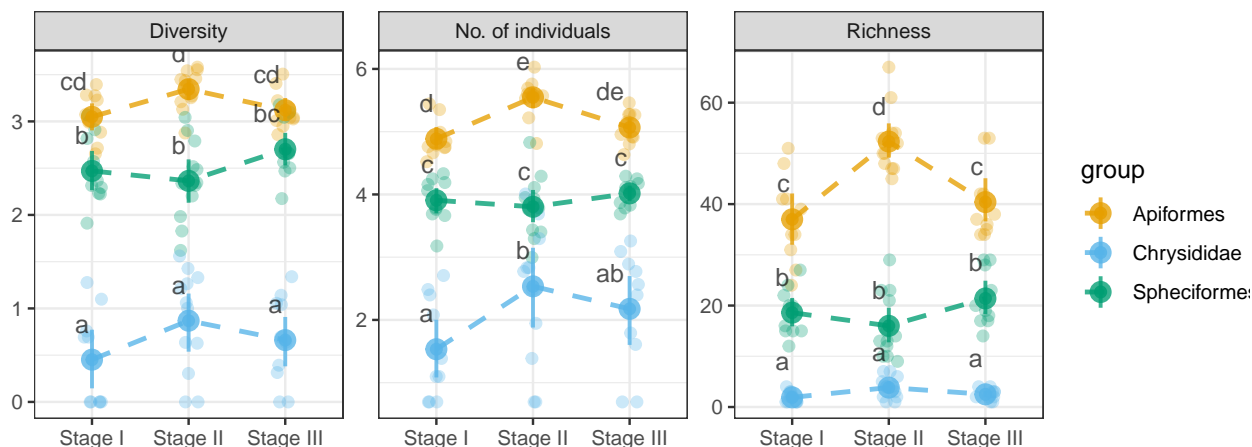 Diversity
No. of individuals
Richness
3
2
1
0
6
4
2
60
40
20
0
cd
d
cd
b
b
bc
a
a
a
d
e
de
c
c
c
a
b
ab
c
d
c
b
b
b
a
a
a
Stage I
Stage II
Stage III
Stage I
Stage II
Stage III
Stage I
Stage II
Stage III
group
Apiformes
Chrysididae
Spheciformes